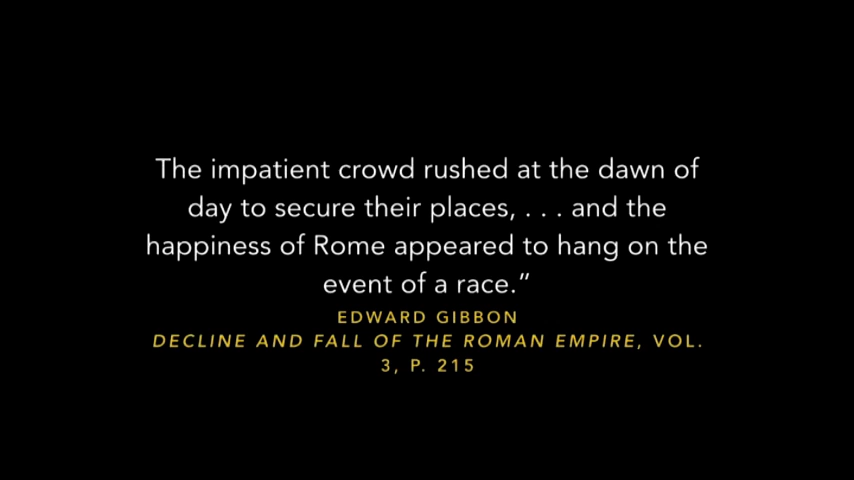 The impatient crowd rushed at the dawn of
day to secure their places, . . . and the
happiness of Rome appeared to hang on the
event of a race.”
EDWARD GIBBON
DECLINE AND FALL OF THE ROMAN EMPIRE, VOL.
3, P. 215